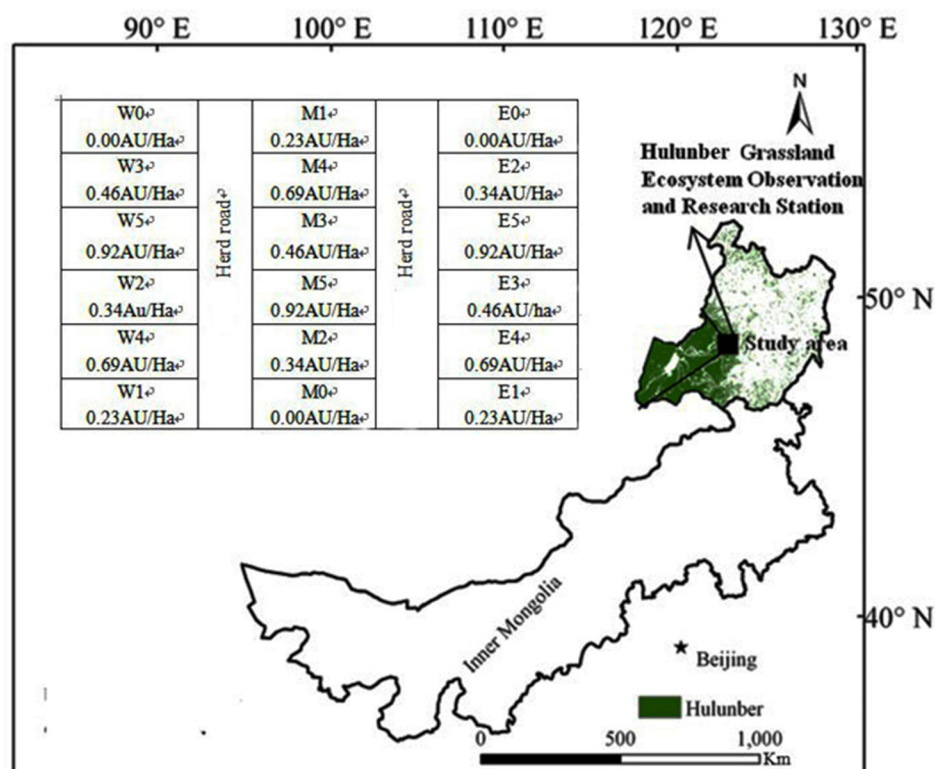 90° E 100° E 110° E 120° E 130° E
W0
0.00AU/Ha
W3
0.46AU/Ha
W5
0.92AU/Ha
W2
0.34Au/Ha
W4
0.69AU/Ha
W1
0.23AU/Ha
Herd road
M1
0.23AU/Ha
M4
0.69AU/Ha
M3
0.46AU/Ha
M5
0.92AU/Ha
M2
0.34AU/Ha
M0
0.00AU/Ha
Herd road
E0
0.00AU/Ha
E2
0.34AU/Ha
E5
0.92AU/Ha
E3
0.46AU/ha
E4
0.69AU/Ha
E1
0.23AU/Ha
N
Hulunber Grassland
Ecosystem Observation
and Research Station
50° N
Study area
40° N
Inner Mongolia
Beijing
Hulunber
0 500 1,000
Km